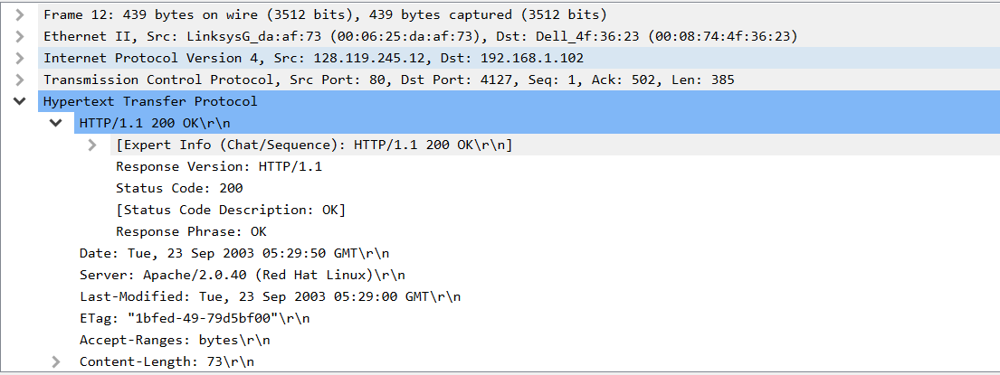 Frame 12: 439 bytes on wire (3512 bits), 439 bytes captured (3512 bits)
Ethernet II, Src: LinksysG_da:af:73 (00:06:25:da:af:73), Dst: Dell_4f:36:23 (00:08:74:4f:36:23)
Internet Protocol Version 4, Src: 128.119.245.12, Dst: 192.168.1.102
Transmission Control Protocol, Src Port: 80, Dst Port: 4127, Seq: 1, Ack: 502, Len: 385
Hypertext Transfer Protocol
HTTP/1.1 200 OK\r\n
[Expert Info (Chat/Sequence): HTTP/1.1 200 OK\r\n]
Response Version: HTTP/1.1
Status Code: 200
[Status Code Description: OK]
Response Phrase: OK
Date: Tue, 23 Sep 2003 05:29:50 GMT\r\n
Server: Apache/2.0.40 (Red Hat Linux)\r\n
Last-Modified: Tue, 23 Sep 2003 05:29:00 GMT\r\n
ETag: "1bfed-49-79d5bf00"\r\n
Accept-Ranges: bytes\r\n
Content-Length: 73\r\n